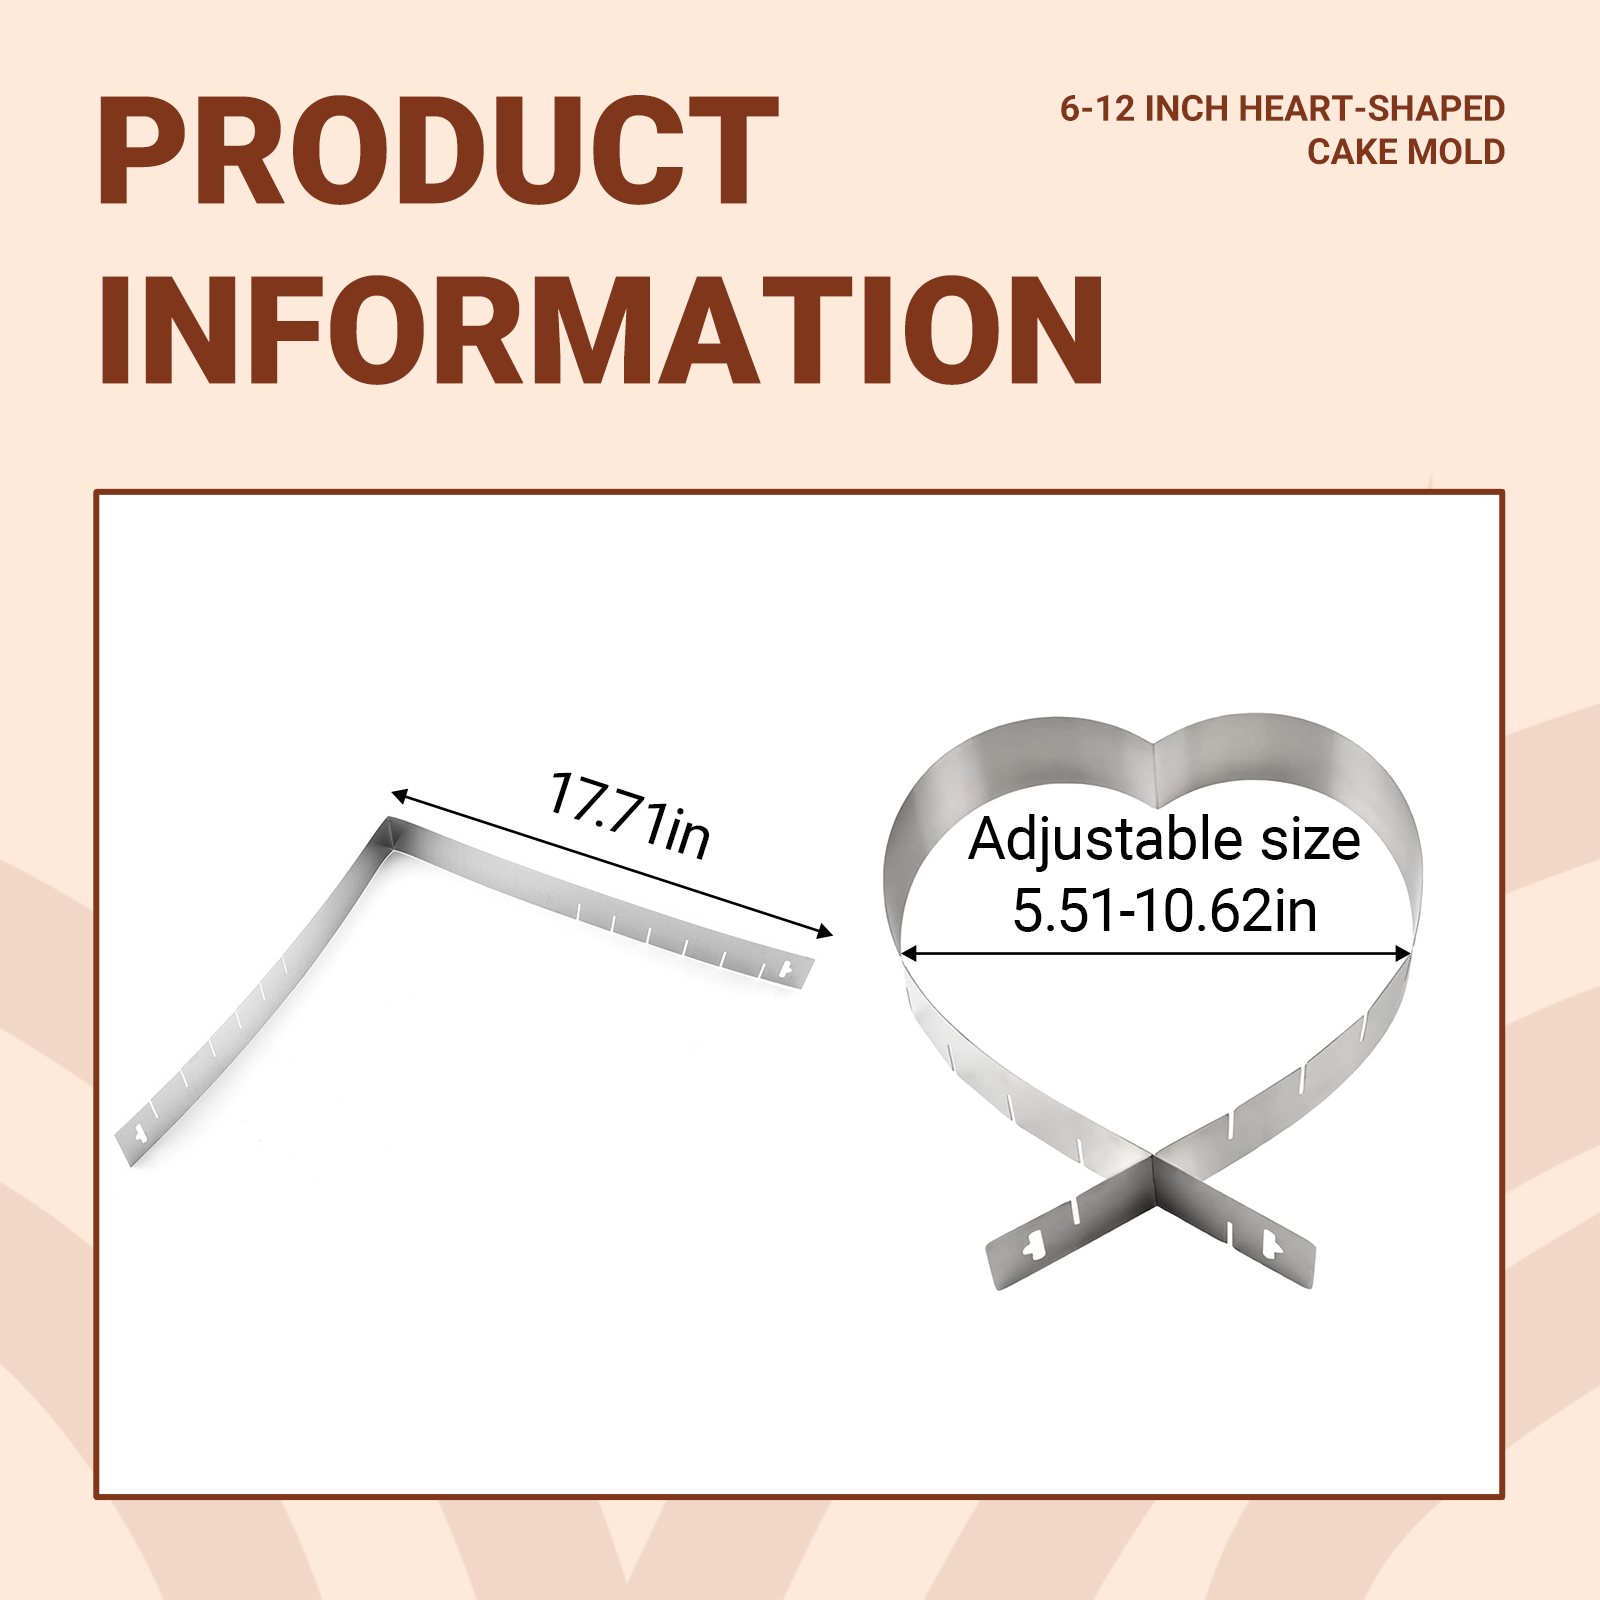 PRODUCT
INFORMATION
6-12 INCH HEART-SHAPED
CAKE MOLD
17.71in
Adjustable size
5.51-10.62in